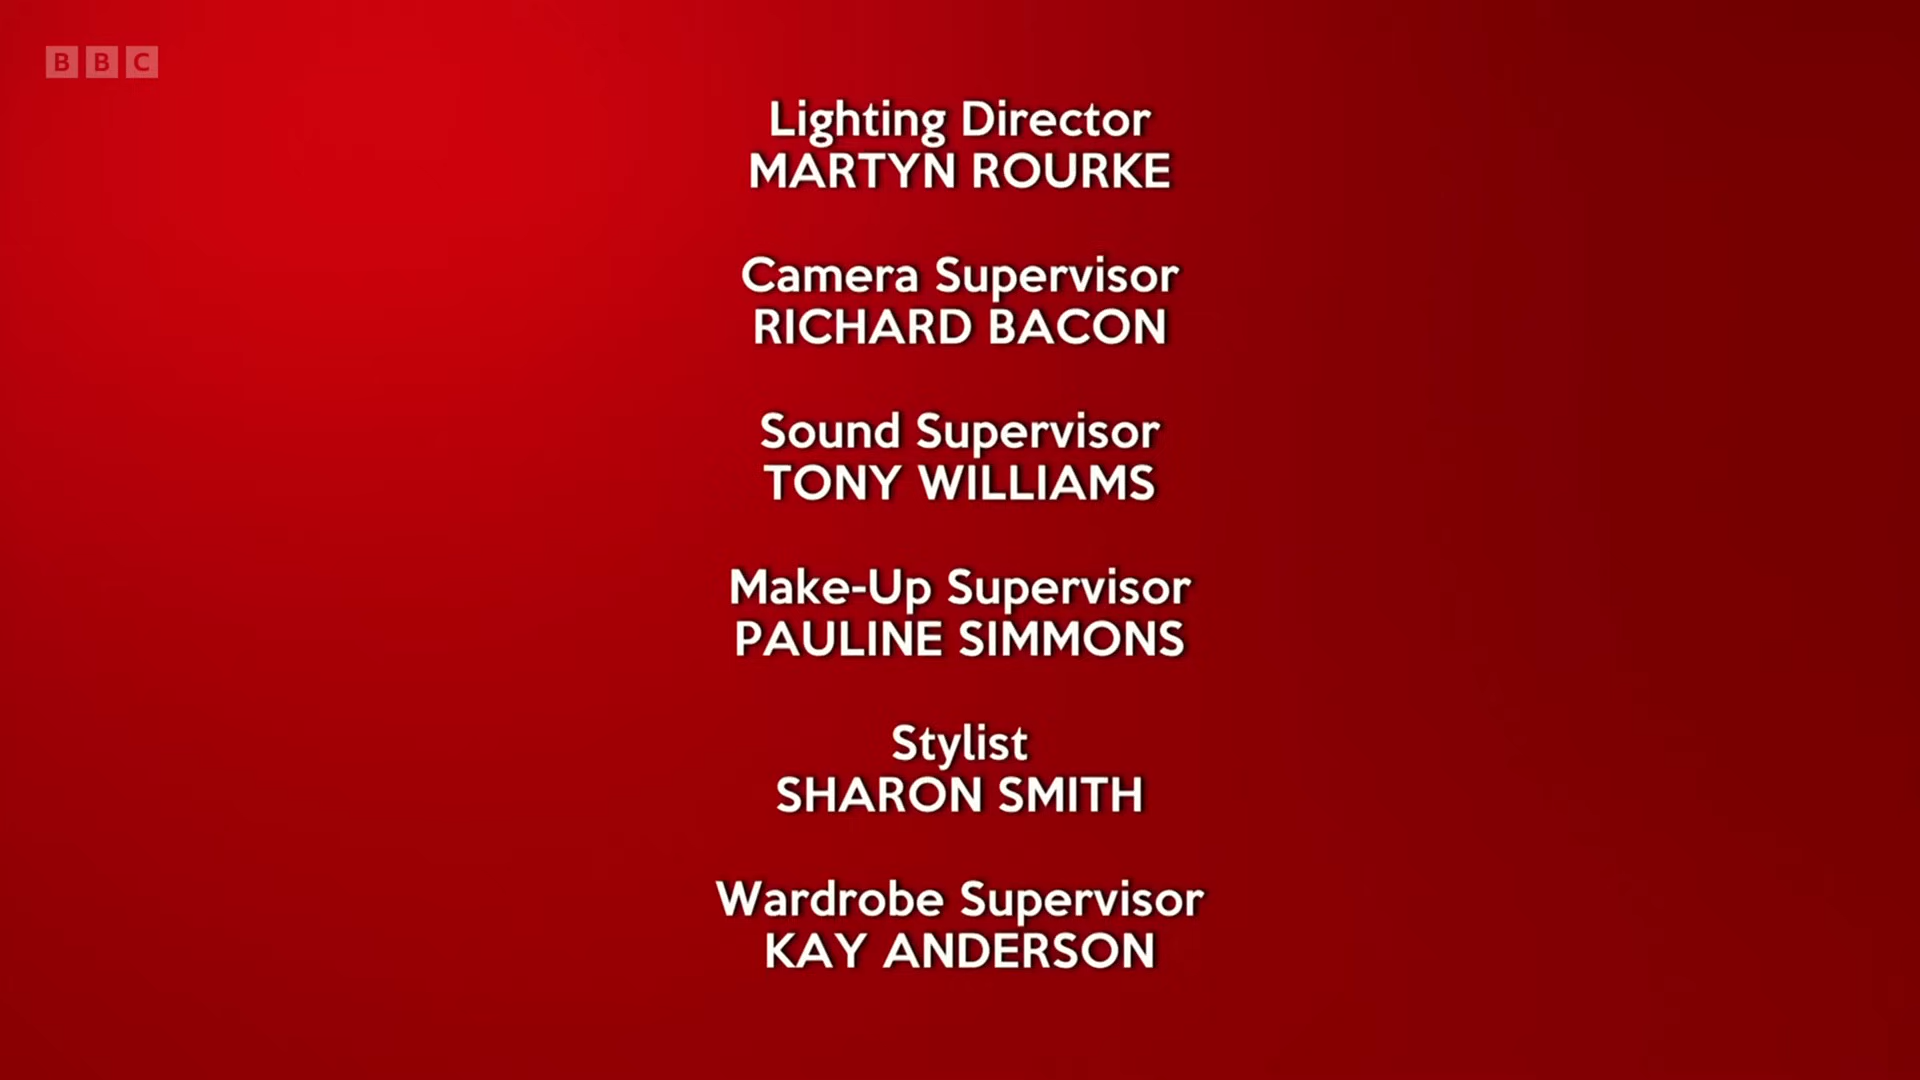 BBC
Lighting Director
MARTYN ROURKE
Camera Supervisor
RICHARD BACON
Sound Supervisor
TONY WILLIAMS
Make-Up Supervisor
PAULINE SIMMONS
Stylist
SHARON SMITH
Wardrobe Supervisor
KAY ANDERSON